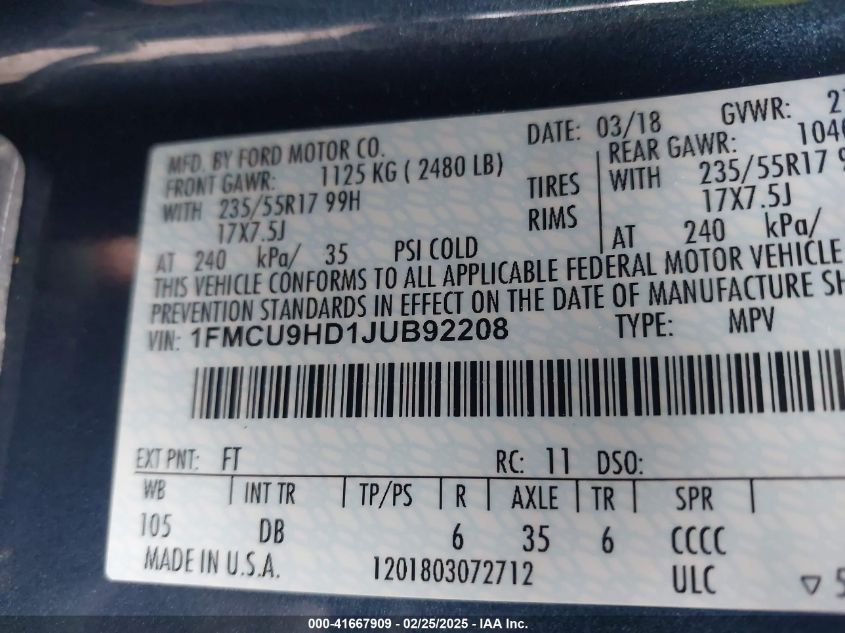 MFD. BY FORD MOTOR CO. DATE: 03/18 GVWR:
FRONT GAWR: 1125 KG ( 2480 LB) REAR GAWR:
WITH 235/55R17 99H TIRES WITH 235/55R17
17X7.5J RIMS 17X7.5J
AT 240 kPa/ 35 PSI COLD AT 240 kPa/
THIS VEHICLE CONFORMS TO ALL APPLICABLE FEDERAL MOTOR VEHICLE
PREVENTION STANDARDS IN EFFECT ON THE DATE OF MANUFACTURE
VIN: 1FMCU9HD1JUB92208 TYPE: MPV
EXT PNT: FT RC: 11 DSO:
WB INT TR TP/PS R AXLE TR SPR
105 DB 6 35 6 CCCC
MADE IN U.S.A. 1201803072712 ULC
000-41667909 - 02/25/2025 - IAA Inc.